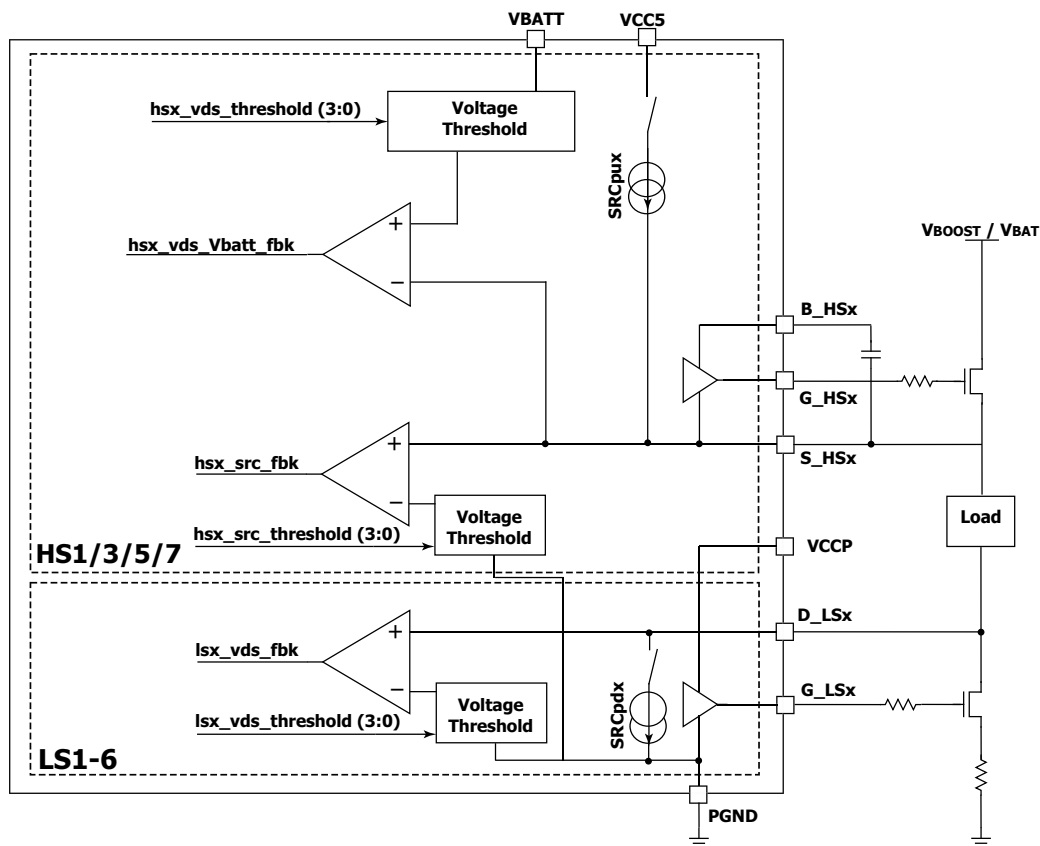 VBATT
VCC5
hsx_vds_threshold (3:0)
Voltage
Threshold
SRCpux
+
hsx_vds_Vbatt_fbk
−
VBOOST / VBAT
B_HSx
G_HSx
+
S_HSx
hsx_src_fbk
−
Voltage
Threshold
hsx_src_threshold (3:0)
Load
HS1/3/5/7
VCCP
D_LSx
+
lsx_vds_fbk
−
G_LSx
Voltage
Threshold
SRCpdx
lsx_vds_threshold (3:0)
LS1-6
PGND